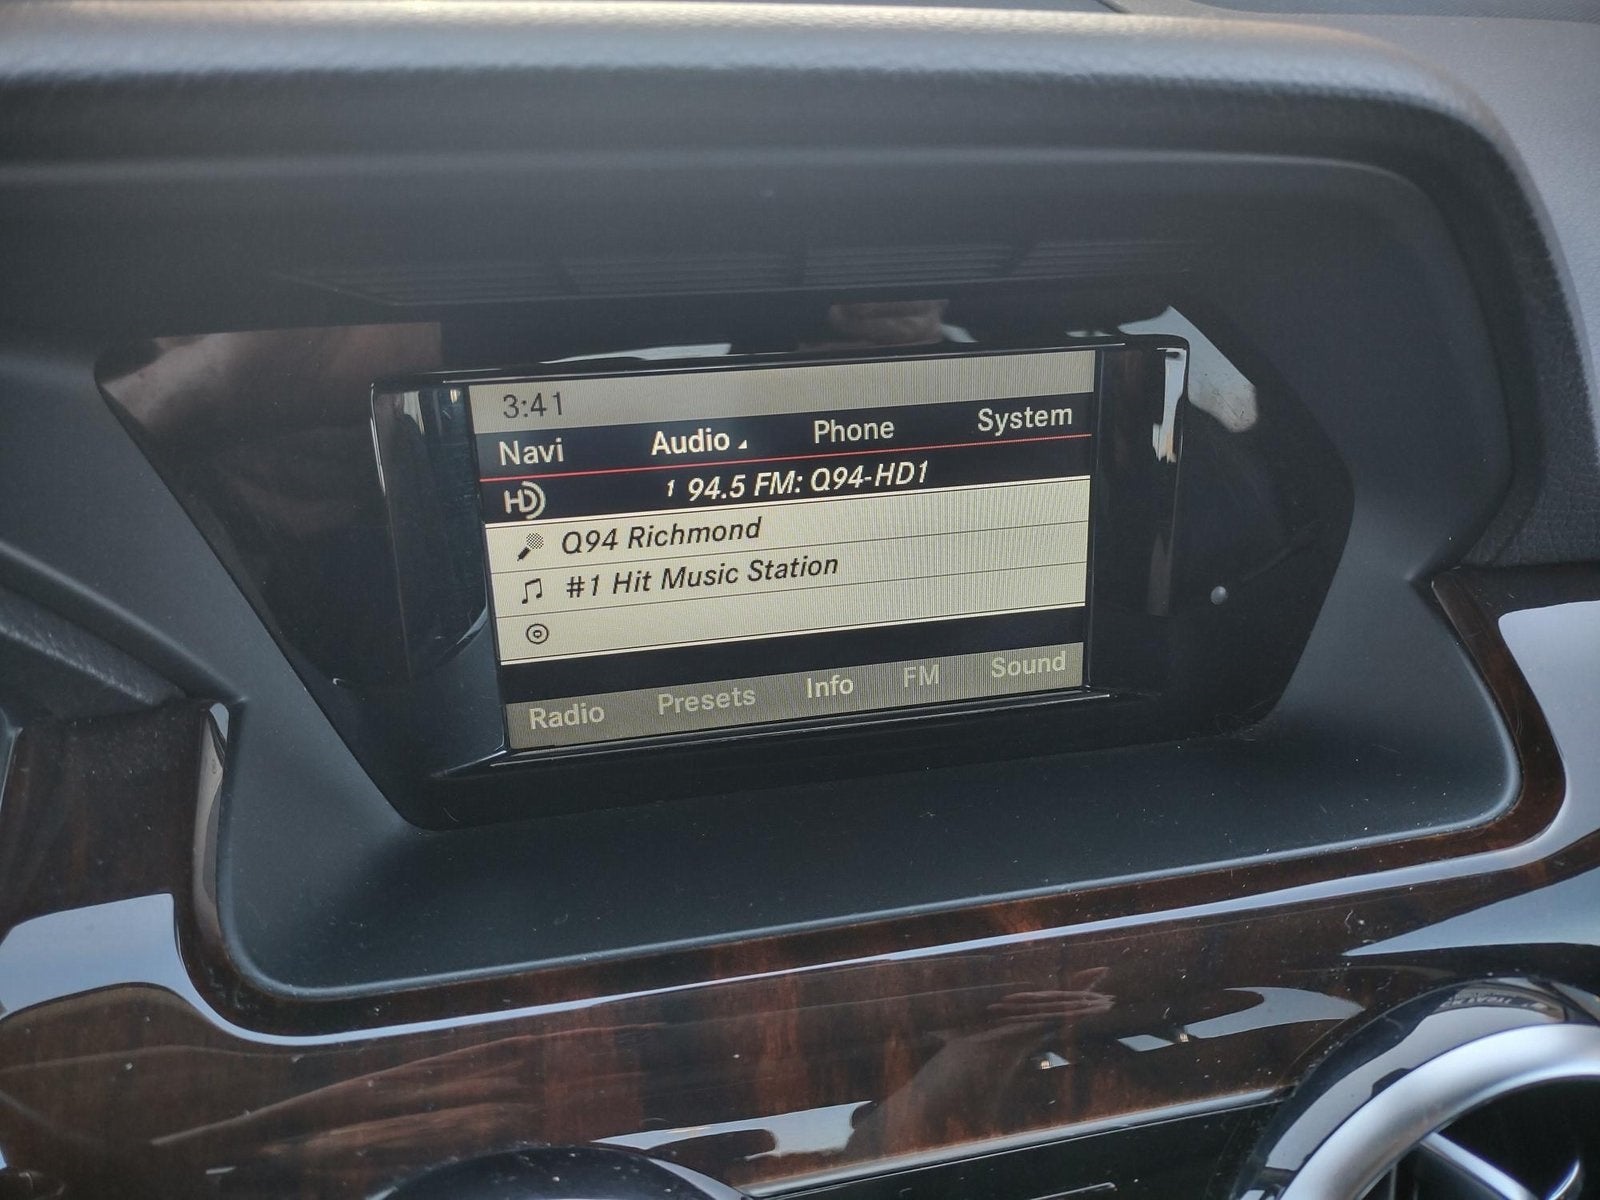 3:41
Navi Audio Phone System
HD 1 94.5 FM: Q94-HD1
Q94 Richmond
#1 Hit Music Station
Radio Presets Info FM Sound